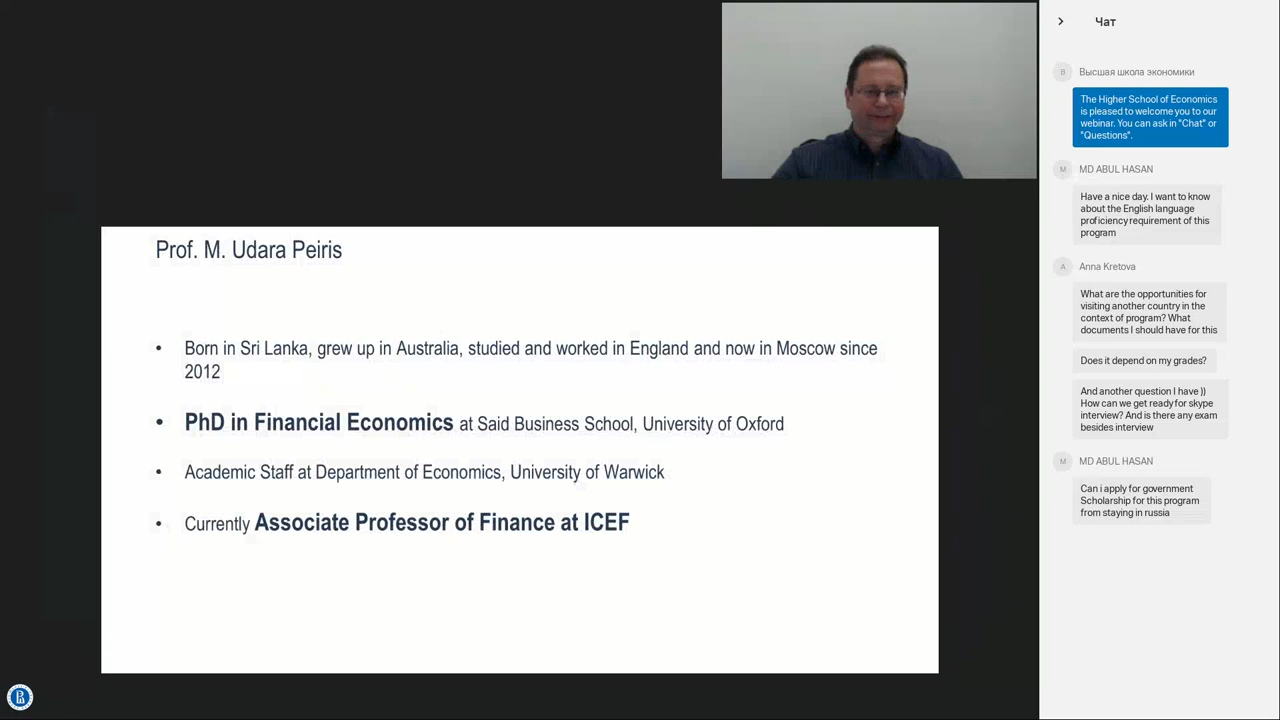 Prof. M. Udara Peiris
• Born in Sri Lanka, grew up in Australia, studied and worked in England and now in Moscow since
2012
• PhD in Financial Economics at Said Business School, University of Oxford
• Academic Staff at Department of Economics, University of Warwick
• Currently Associate Professor of Finance at ICEF
Чат
В
Высшая школа экономики
The Higher School of Economics
is pleased to welcome you to our
webinar. You can ask in "Chat" or
"Questions".
M
MD ABUL HASAN
Have a nice day. I want to know
about the English language
proficiency requirement of this
program
A
Anna Kretova
What are the opportunities for
visiting another country in the
context of program? What
documents I should have for this
Does it depend on my grades?
And another question I have ))
How can we get ready for skype
interview? And is there any exam
besides interview
M
MD ABUL HASAN
Can i apply for government
Scholarship for this program
from staying in russia